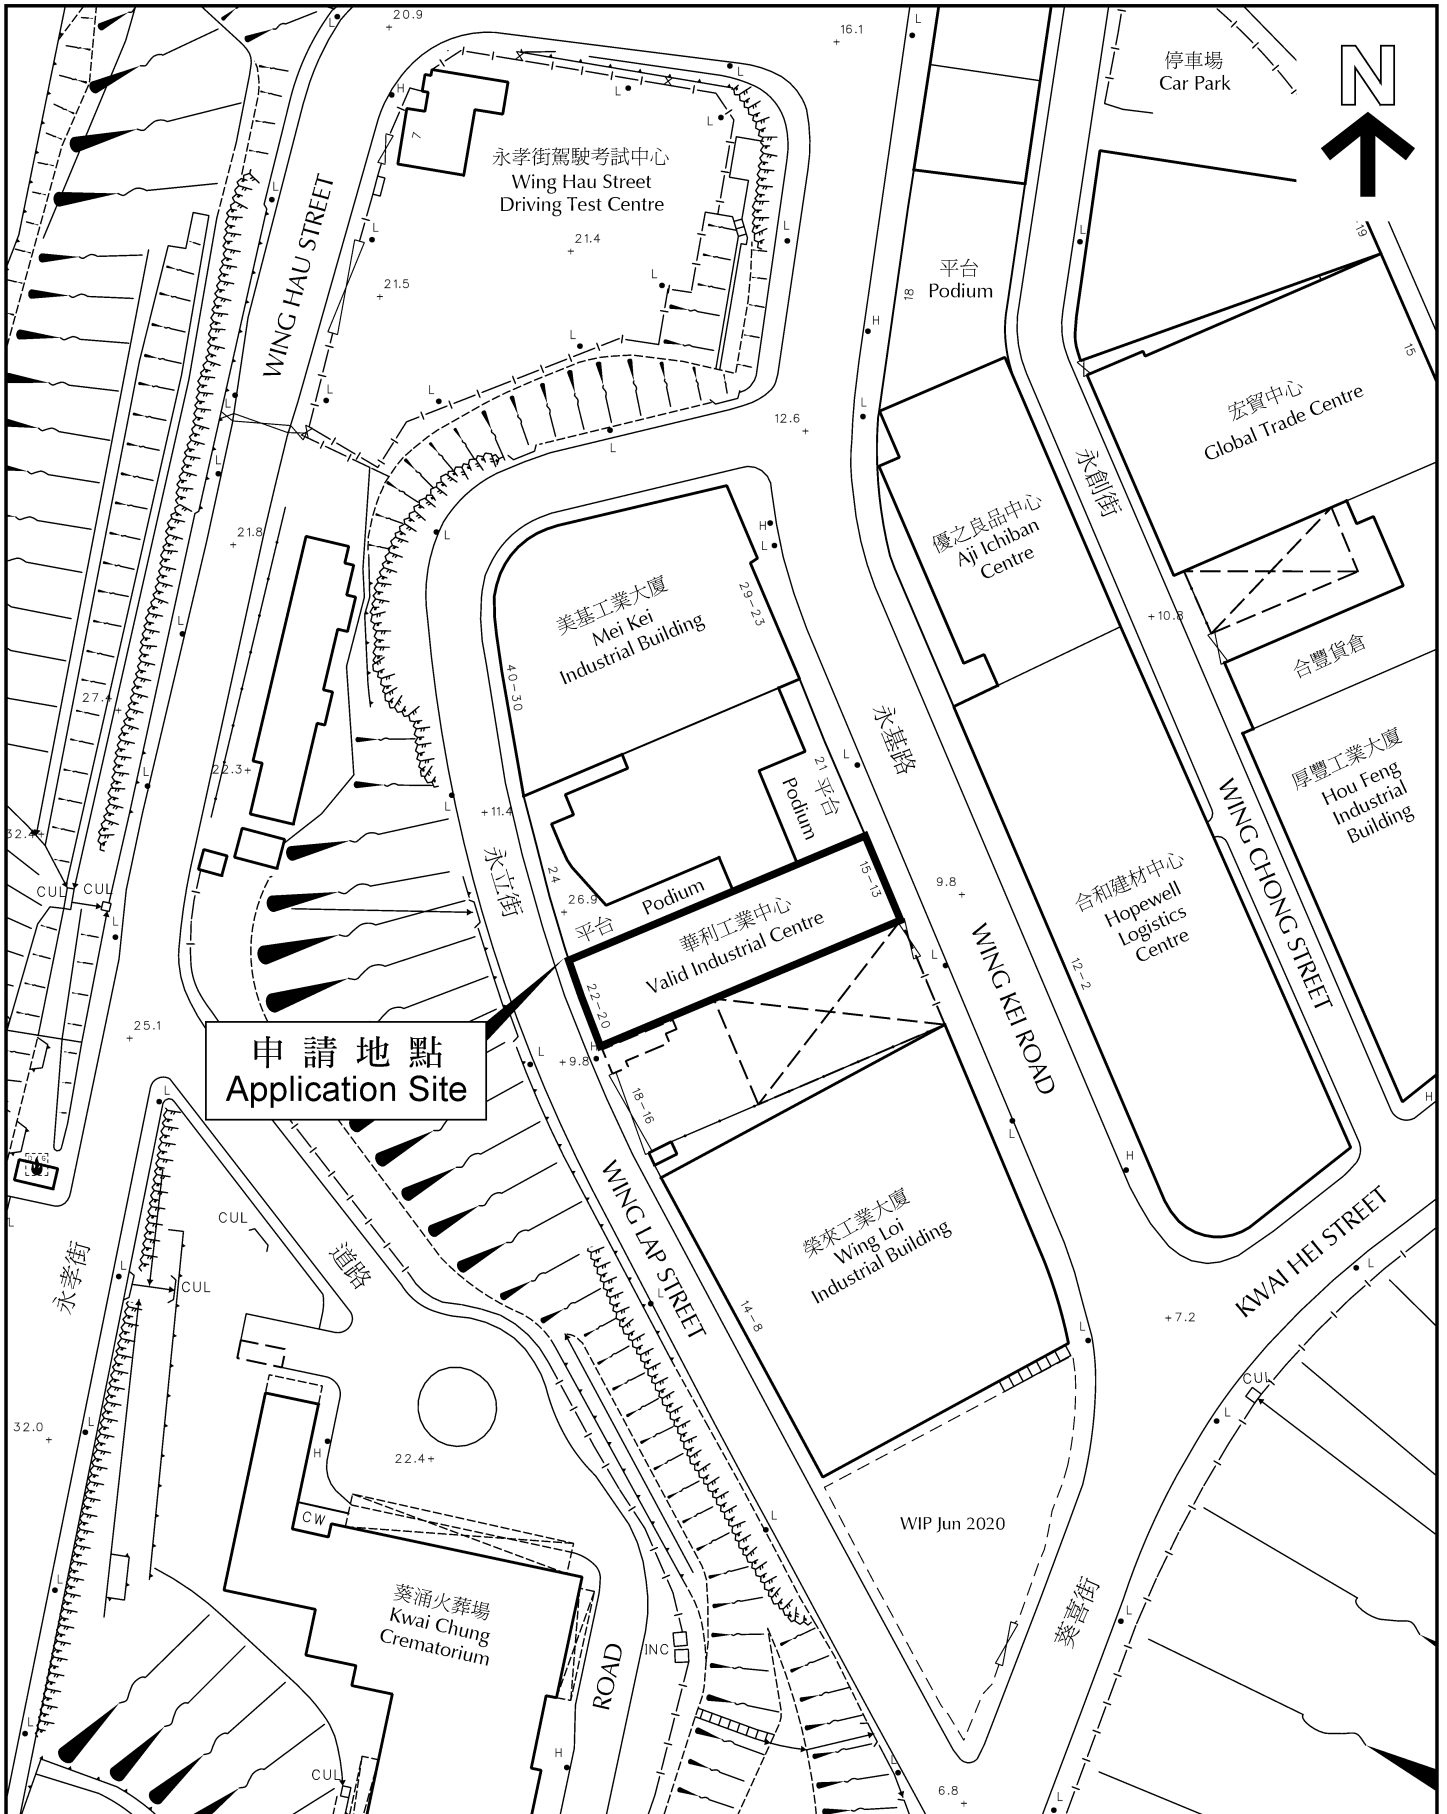 20.9
16.1
停車場
Car Park
N
7
永孝街駕駛考試中心
Wing Hau Street
Driving Test Centre
21.4
21.5
WING HAU STREET
平台
Podium
18
19
15
宏貿中心
Global Trade Centre
12.6
永創街
優之良品中心
Aji Ichiban
Centre
21.8
美基工業大廈
Mei Kei
Industrial Building
29-23
40-30
+10.8
合豐貨倉
27.4
22.3+
永基路
21 平台
Podium
厚豐工業大廈
Hou Feng
Industrial
Building
WING CHONG STREET
+11.4
永立街
24
26.9
平台
Podium
15-13
9.8
32.4
CUL
CUL
華利工業中心
Valid Industrial Centre
22-20
合和建材中心
Hopewell
Logistics
Centre
12-2
WING KEI ROAD
25.1
申請地點
Application Site
+9.8
18-16
WING LAP STREET
榮來工業大廈
Wing Loi
Industrial Building
14-8
KWAI HEI STREET
CUL
永孝街
道路
CUL
+7.2
CUL
32.0
22.4+
H
CW
WIP Jun 2020
葵涌火葬場
Kwai Chung
Crematorium
ROAD
INC
葵喜街
CUL
H
6.8